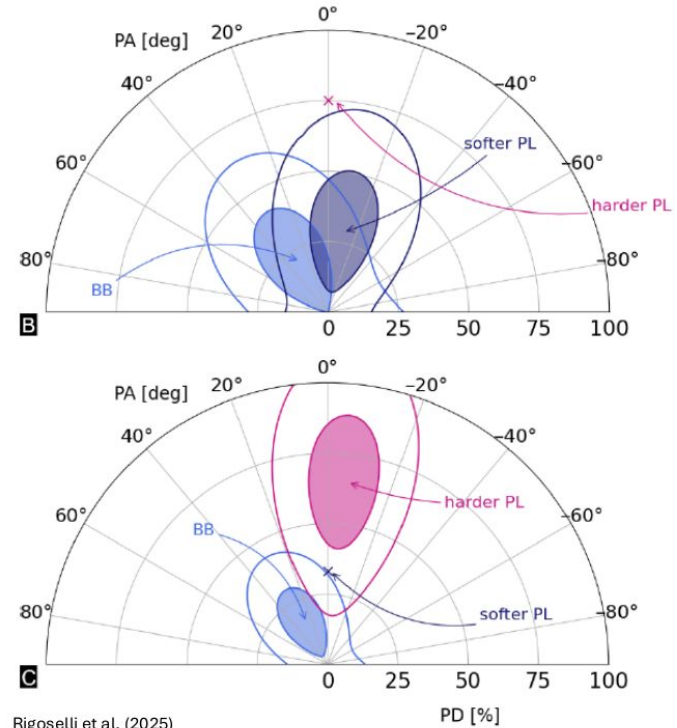 0°
PA [deg]
20°
–20°
40°
–40°
softer PL
60°
–60°
harder PL
80°
–80°
BB
B
0
25
50
75
100
0°
PA [deg]
20°
–20°
40°
–40°
harder PL
60°
–60°
BB
softer PL
80°
–80°
C
0
25
50
75
100
PD [%]
Rigoselli et al. (2025)